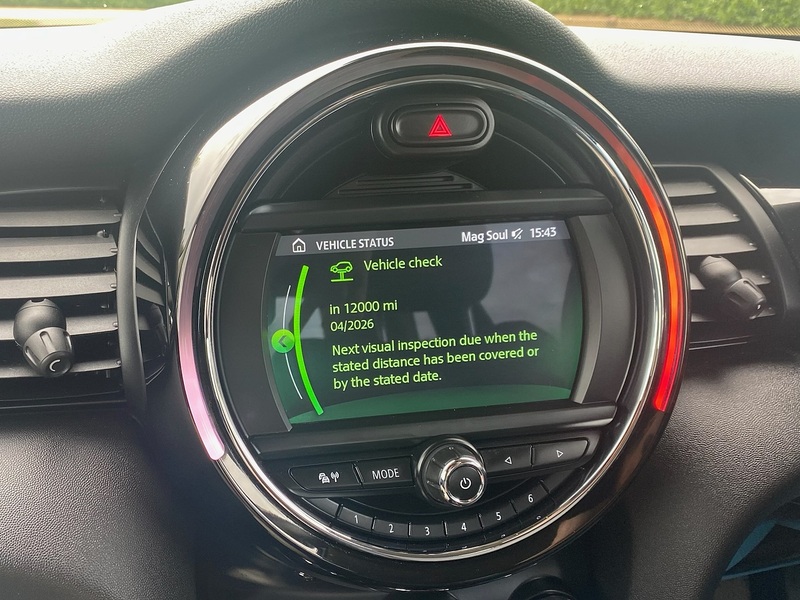 VEHICLE STATUS Mag Soul 15:43
Vehicle check
in 12000 mi
04/2026
Next visual inspection due when the
stated distance has been covered or
by the stated date.
MODE
1 2 3 4 5 6